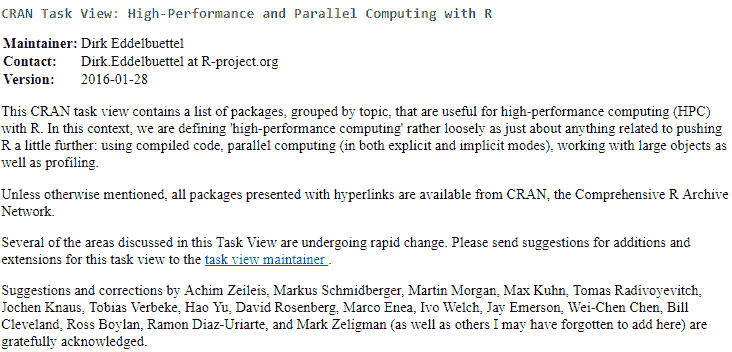 CRAN Task View: High-Performance and Parallel Computing with R
Maintainer: Dirk Eddelbuettel
Contact: Dirk.Eddelbuettel at R-project.org
Version: 2016-01-28
This CRAN task view contains a list of packages, grouped by topic, that are useful for high-performance computing (HPC)
with R. In this context, we are defining 'high-performance computing' rather loosely as just about anything related to pushing
R a little further: using compiled code, parallel computing (in both explicit and implicit modes), working with large objects as
well as profiling.
Unless otherwise mentioned, all packages presented with hyperlinks are available from CRAN, the Comprehensive R Archive
Network.
Several of the areas discussed in this Task View are undergoing rapid change. Please send suggestions for additions and
extensions for this task view to the task view maintainer .
Suggestions and corrections by Achim Zeileis, Markus Schmidberger, Martin Morgan, Max Kuhn, Tomas Radivoyevitch,
Jochen Knaus, Tobias Verbeke, Hao Yu, David Rosenberg, Marco Enea, Ivo Welch, Jay Emerson, Wei-Chen Chen, Bill
Cleveland, Ross Boylan, Ramon Diaz-Uriarte, and Mark Zeligman (as well as others I may have forgotten to add here) are
gratefully acknowledged.